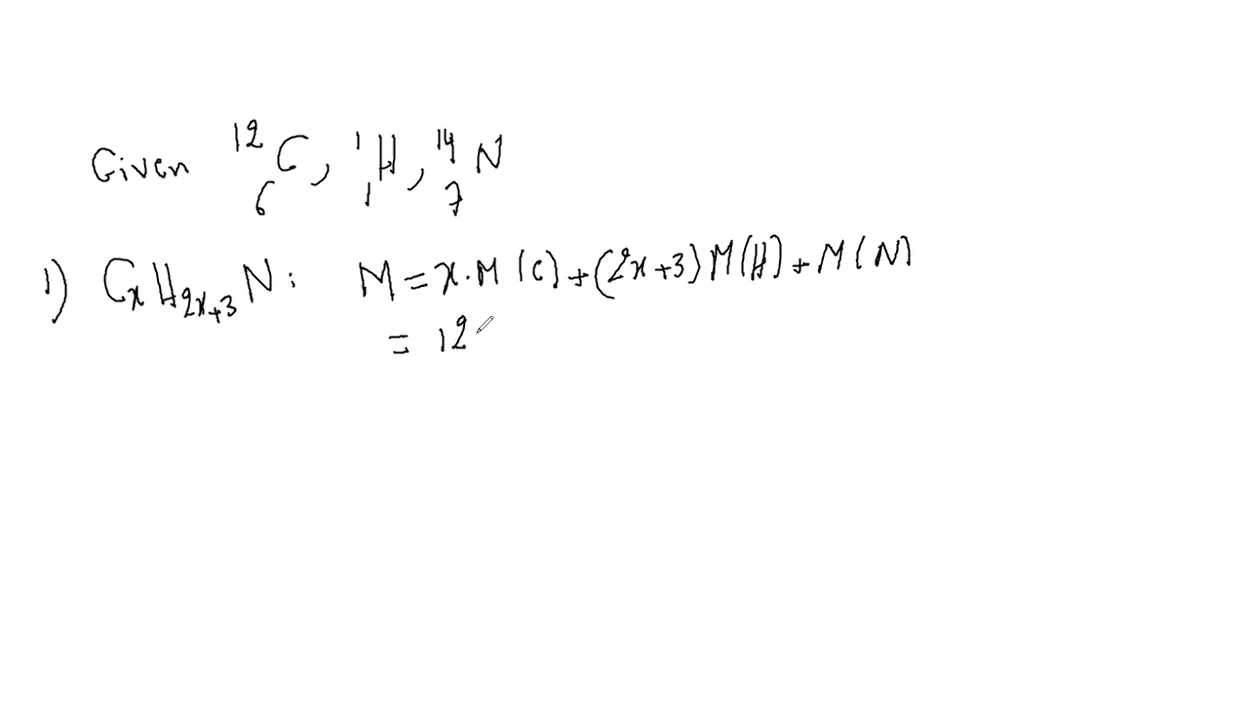 Given ¹²₆C, ¹₁H, ¹⁴₇N
1) CₓH₂ₓ₊₃N: M = x. M (C) + (2x+3) M(H) + M(N)
= 12